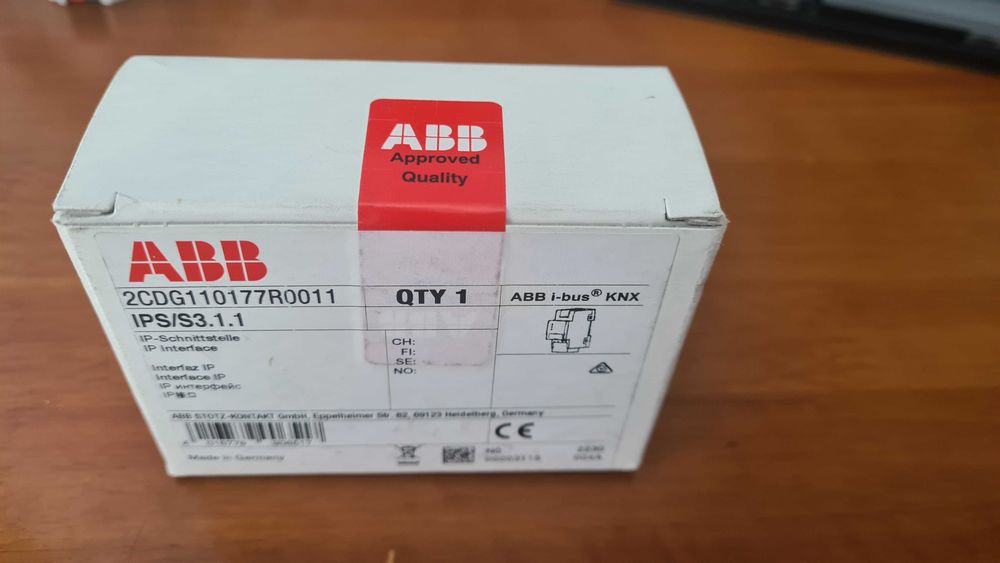 ABB
Approved
Quality
ABB
2CDG110177R0011
QTY 1
ABB i-bus® KNX
IPS/S3.1.1
IP-Schnittstelle
IP Interface
CH:
FI:
SE:
NO:
Interfaz IP
Interface IP
IP интерфейс
IP接口
ABB STOTZ-KONTAKT GmbH, Eppelheimer Str. 82, 69123 Heidelberg, Germany
CE
Made in Germany